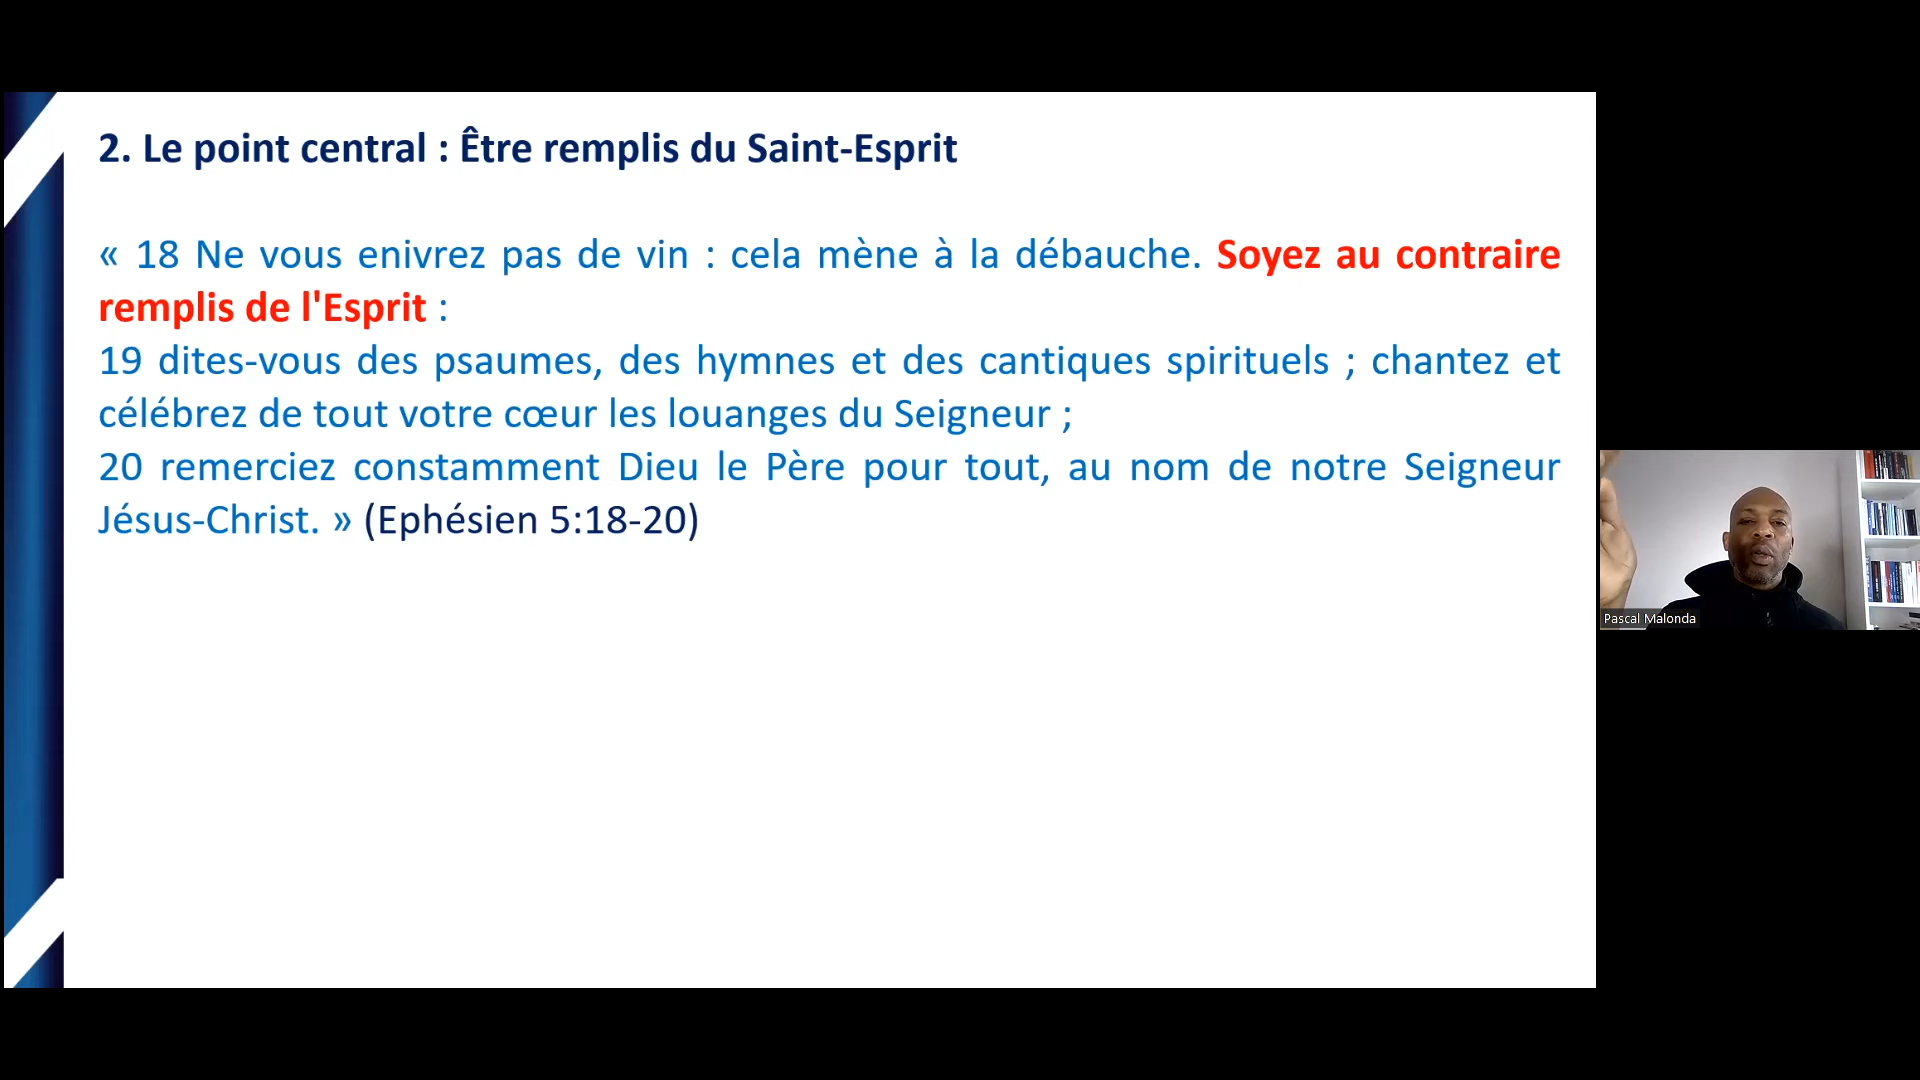 2. Le point central : Être remplis du Saint-Esprit
« 18 Ne vous enivrez pas de vin : cela mène à la débauche. Soyez au contraire
remplis de l'Esprit :
19 dites-vous des psaumes, des hymnes et des cantiques spirituels ; chantez et
célébrez de tout votre cœur les louanges du Seigneur ;
20 remerciez constamment Dieu le Père pour tout, au nom de notre Seigneur
Jésus-Christ. » (Ephésien 5:18-20)
Pascal Malonda